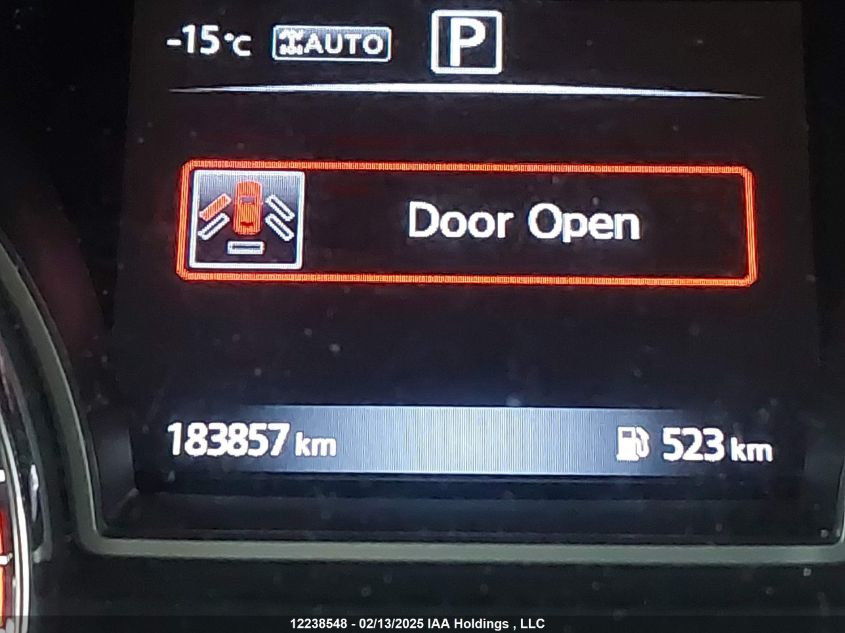 -15°C AUTO P
Door Open
183857 km 523 km
12238548 - 02/13/2025 IAA Holdings , LLC